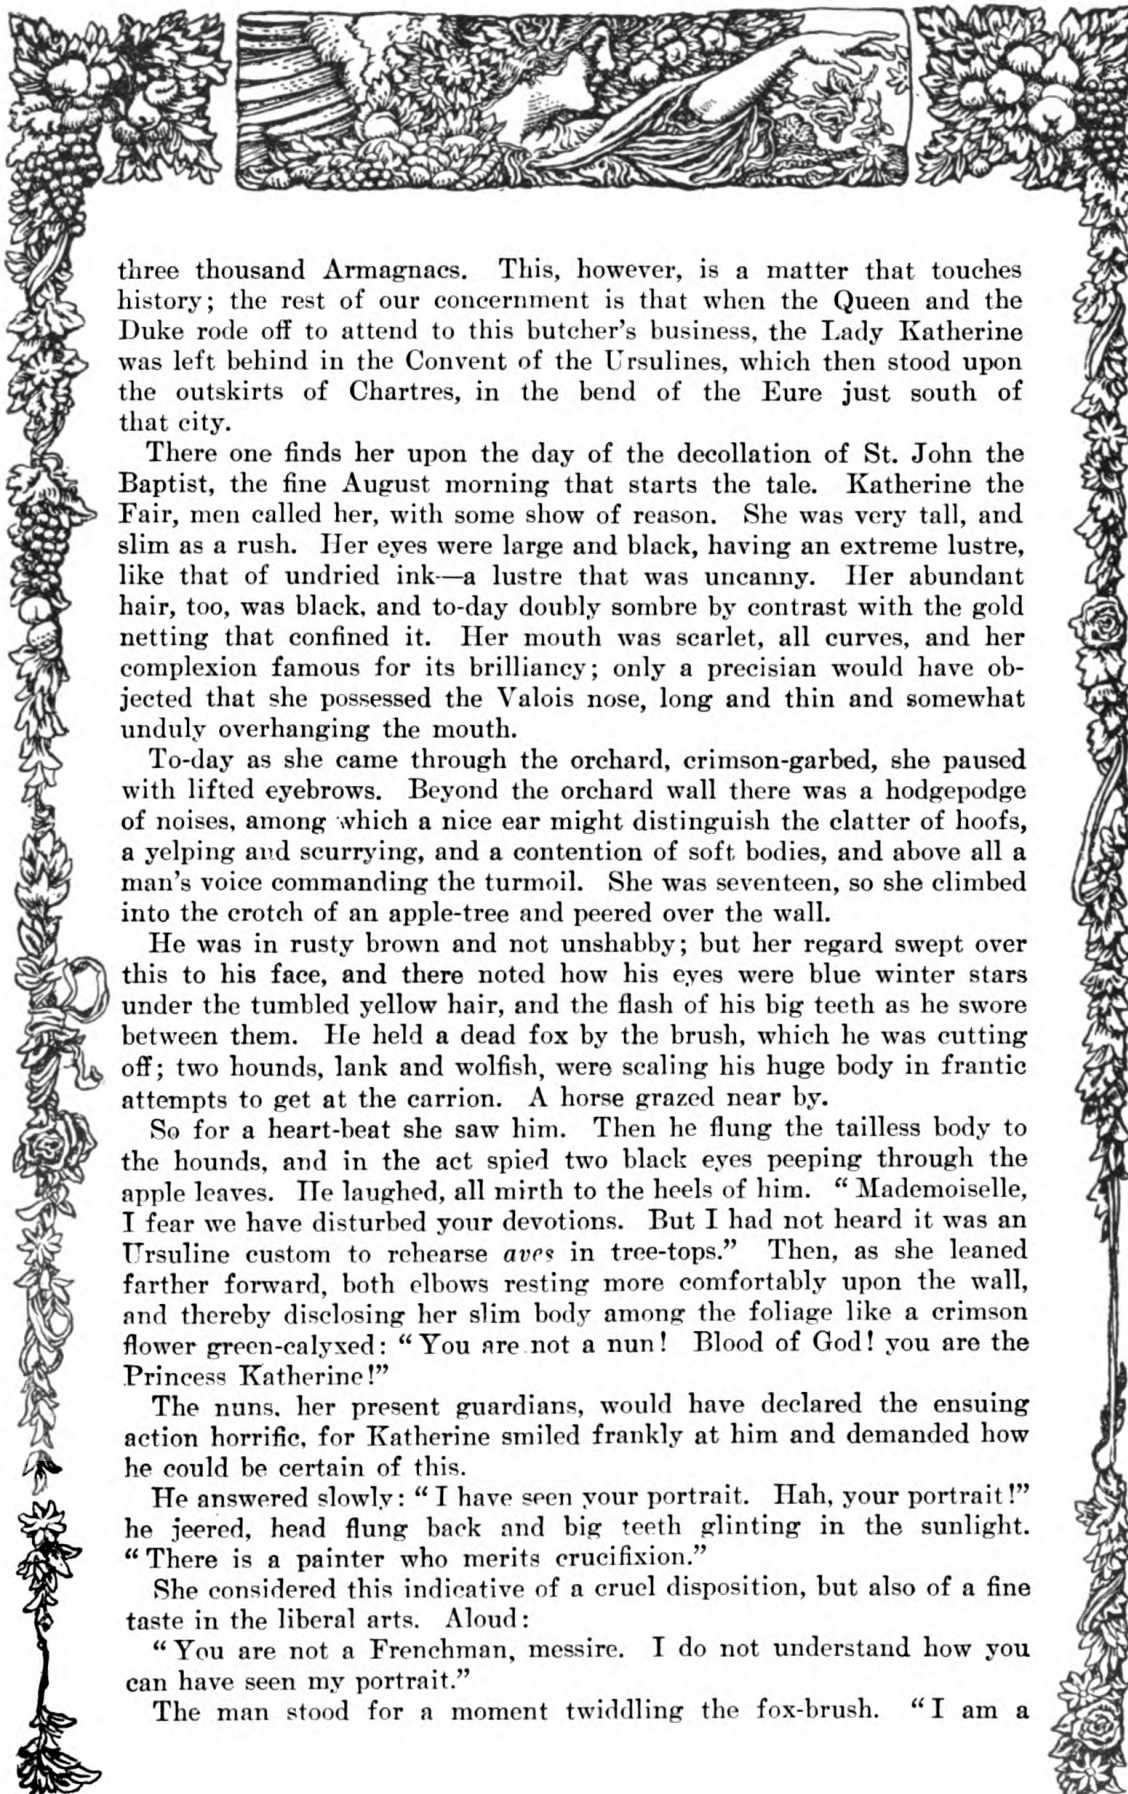 three thousand Armagnacs. This, however, is a matter that touches
history; the rest of our concernment is that when the Queen and the
Duke rode off to attend to this butcher's business, the Lady Katherine
was left behind in the Convent of the Ursulines, which then stood upon
the outskirts of Chartres, in the bend of the Eure just south of
that city.
There one finds her upon the day of the decollation of St. John the
Baptist, the fine August morning that starts the tale. Katherine the
Fair, men called her, with some show of reason. She was very tall, and
slim as a rush. Her eyes were large and black, having an extreme lustre,
like that of undried ink—a lustre that was uncanny. Her abundant
hair, too, was black, and to-day doubly sombre by contrast with the gold
netting that confined it. Her mouth was scarlet, all curves, and her
complexion famous for its brilliancy; only a precisian would have ob-
jected that she possessed the Valois nose, long and thin and somewhat
unduly overhanging the mouth.
To-day as she came through the orchard, crimson-garbed, she paused
with lifted eyebrows. Beyond the orchard wall there was a hodgepodge
of noises, among which a nice ear might distinguish the clatter of hoofs,
a yelping and scurrying, and a contention of soft bodies, and above all a
man's voice commanding the turmoil. She was seventeen, so she climbed
into the crotch of an apple-tree and peered over the wall.
He was in rusty brown and not unshabby; but her regard swept over
this to his face, and there noted how his eyes were blue winter stars
under the tumbled yellow hair, and the flash of his big teeth as he swore
between them. He held a dead fox by the brush, which he was cutting
off; two hounds, lank and wolfish, were scaling his huge body in frantic
attempts to get at the carrion. A horse grazed near by.
So for a heart-beat she saw him. Then he flung the tailless body to
the hounds, and in the act spied two black eyes peeping through the
apple leaves. He laughed, all mirth to the heels of him. "Mademoiselle,
I fear we have disturbed your devotions. But I had not heard it was an
Ursuline custom to rehearse aves in tree-tops." Then, as she leaned
farther forward, both elbows resting more comfortably upon the wall,
and thereby disclosing her slim body among the foliage like a crimson
flower green-calyxed: "You are not a nun! Blood of God! you are the
Princess Katherine!"
The nuns, her present guardians, would have declared the ensuing
action horrific, for Katherine smiled frankly at him and demanded how
he could be certain of this.
He answered slowly: "I have seen your portrait. Hah, your portrait!"
he jeered, head flung back and big teeth glinting in the sunlight.
"There is a painter who merits crucifixion."
She considered this indicative of a cruel disposition, but also of a fine
taste in the liberal arts. Aloud:
"You are not a Frenchman, messire. I do not understand how you
can have seen my portrait."
The man stood for a moment twiddling the fox-brush. "I am a